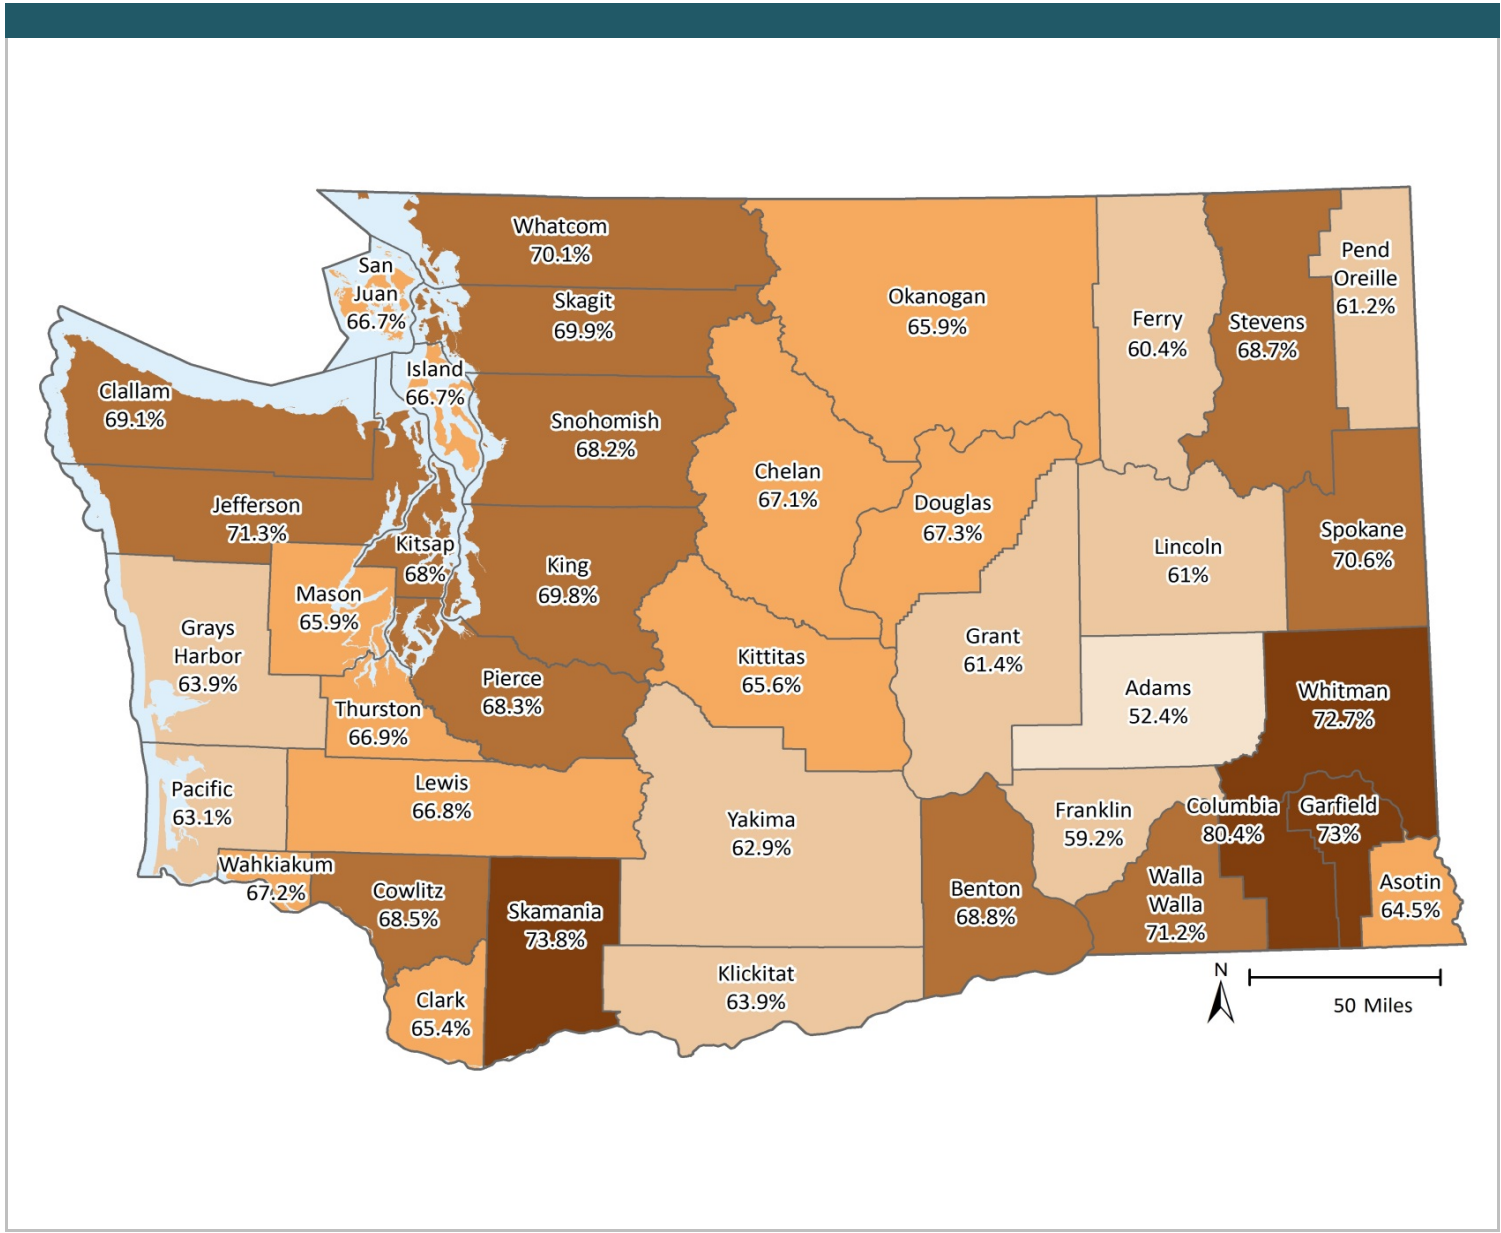 Whatcom
70.1%
San
Juan
66.7%
Skagit
69.9%
Okanogan
65.9%
Ferry
60.4%
Stevens
68.7%
Pend
Oreille
61.2%
Clallam
69.1%
Island
66.7%
Snohomish
68.2%
Chelan
67.1%
Douglas
67.3%
Jefferson
71.3%
Kitsap
68%
King
69.8%
Lincoln
61%
Spokane
70.6%
Mason
65.9%
Grays
Harbor
63.9%
Grant
61.4%
Kittitas
65.6%
Pierce
68.3%
Adams
52.4%
Whitman
72.7%
Thurston
66.9%
Pacific
63.1%
Lewis
66.8%
Yakima
62.9%
Franklin
59.2%
Columbia
80.4%
Garfield
73%
Wahkiakum
67.2%
Cowlitz
68.5%
Skamania
73.8%
Benton
68.8%
Walla
Walla
71.2%
Asotin
64.5%
Klickitat
63.9%
Clark
65.4%
N
50 Miles